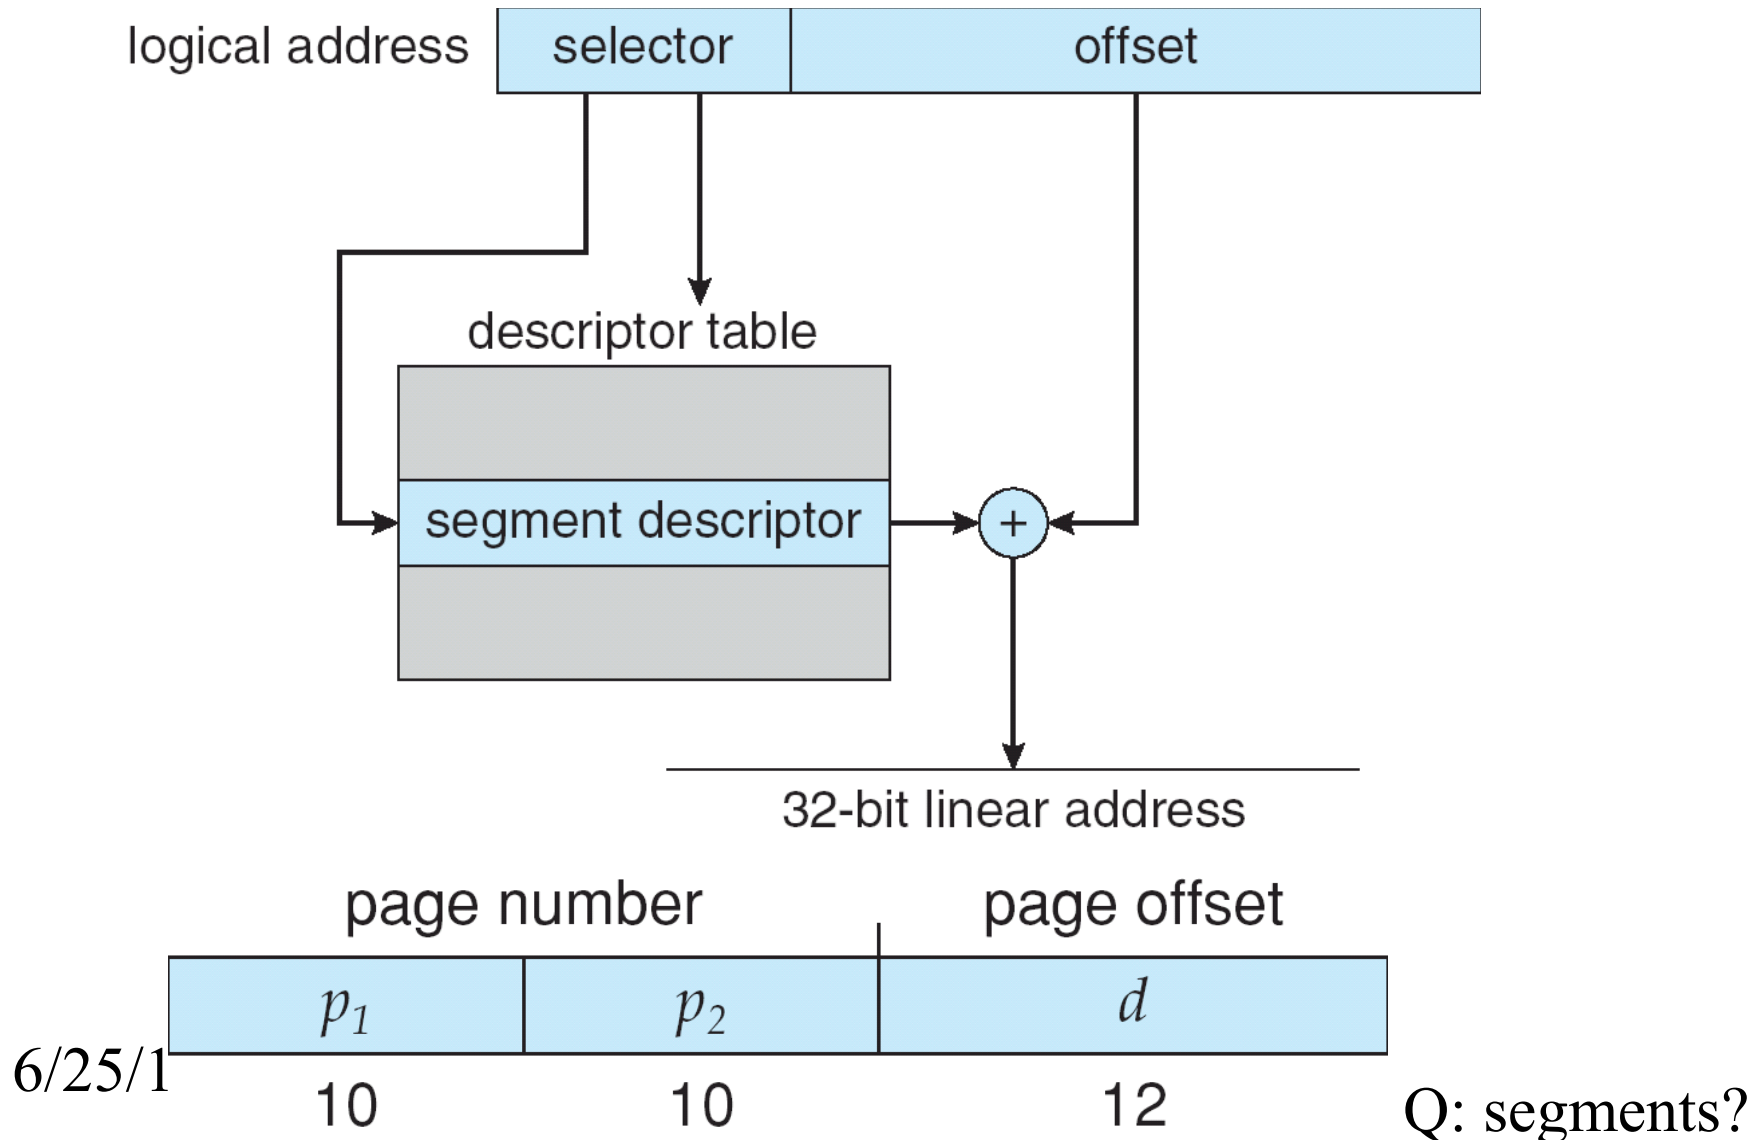 logical address selector offset
descriptor table
segment descriptor +
32-bit linear address
page number page offset
p1 p2 d
6/25/1
10 10 12 Q: segments?